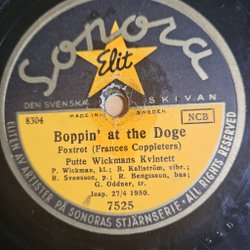 Sonora
Elit
DEN SVENSKA SKIVAN
MADE IN SWEDEN
8304
NCB
Boppin' at the Doge
Foxtrot (Frances Coppleters)
Putte Wickmans Kvintett
P. Wickman, kl.; B. Kallström, vibr.;
R. Svensson, p.; R. Bengtsson, bas;
G. Oddner, tr.
Insp. 27/4 1950.
7525
ELITEN AV ARTISTER PÅ SONORAS STJÄRNSERIE - ALL RIGHTS RESERVED